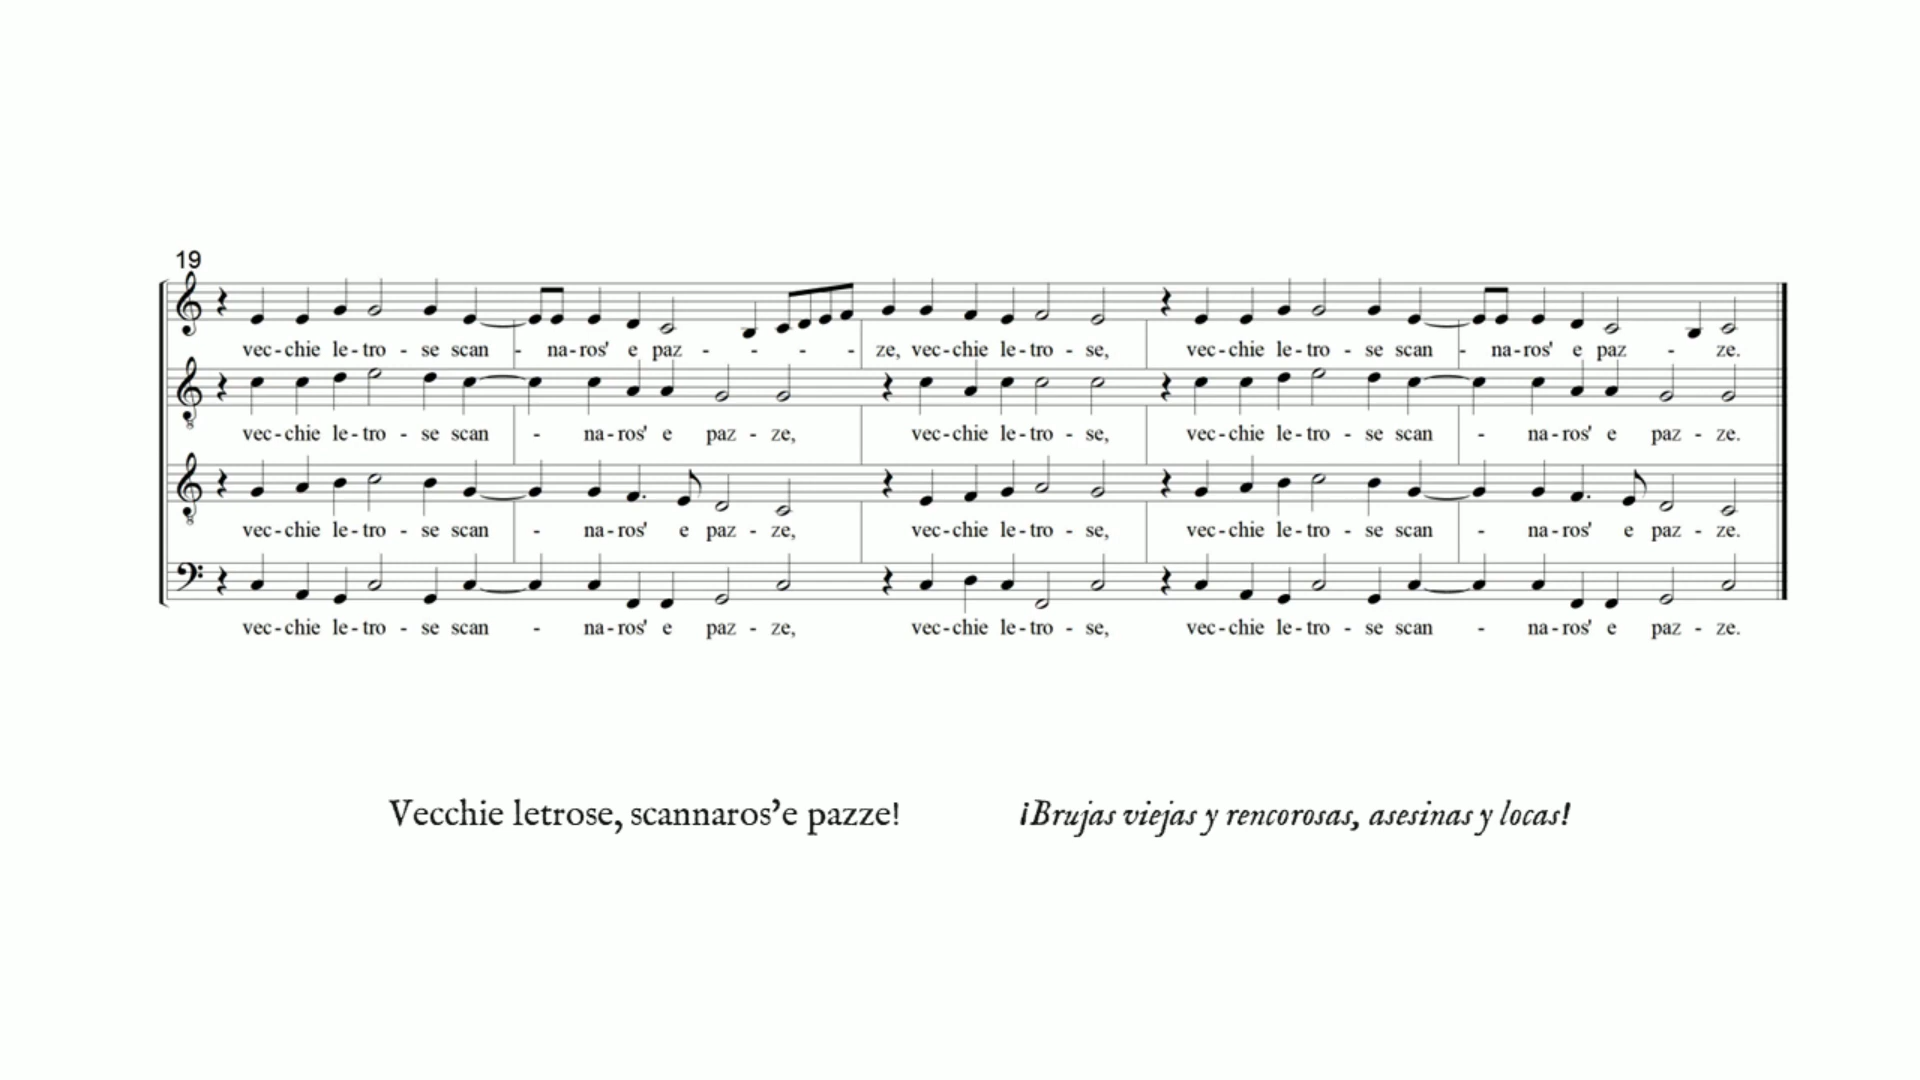 19
vec-chie le-tro - se scan - na-ros' e paz - - - - ze, vec-chie le-tro - se, vec-chie le-tro - se scan - na-ros' e paz - ze.
vec-chie le-tro - se scan - na-ros' e paz - ze, vec-chie le-tro - se, vec-chie le-tro - se scan - na-ros' e paz - ze.
vec-chie le-tro - se scan - na-ros' e paz - ze, vec-chie le-tro - se, vec-chie le-tro - se scan - na-ros' e paz - ze.
vec-chie le-tro - se scan - na-ros' e paz - ze, vec-chie le-tro - se, vec-chie le-tro - se scan - na-ros' e paz - ze.
Vecchie letrose, scannaros'e pazze! ¡Brujas viejas y rencorosas, asesinas y locas!